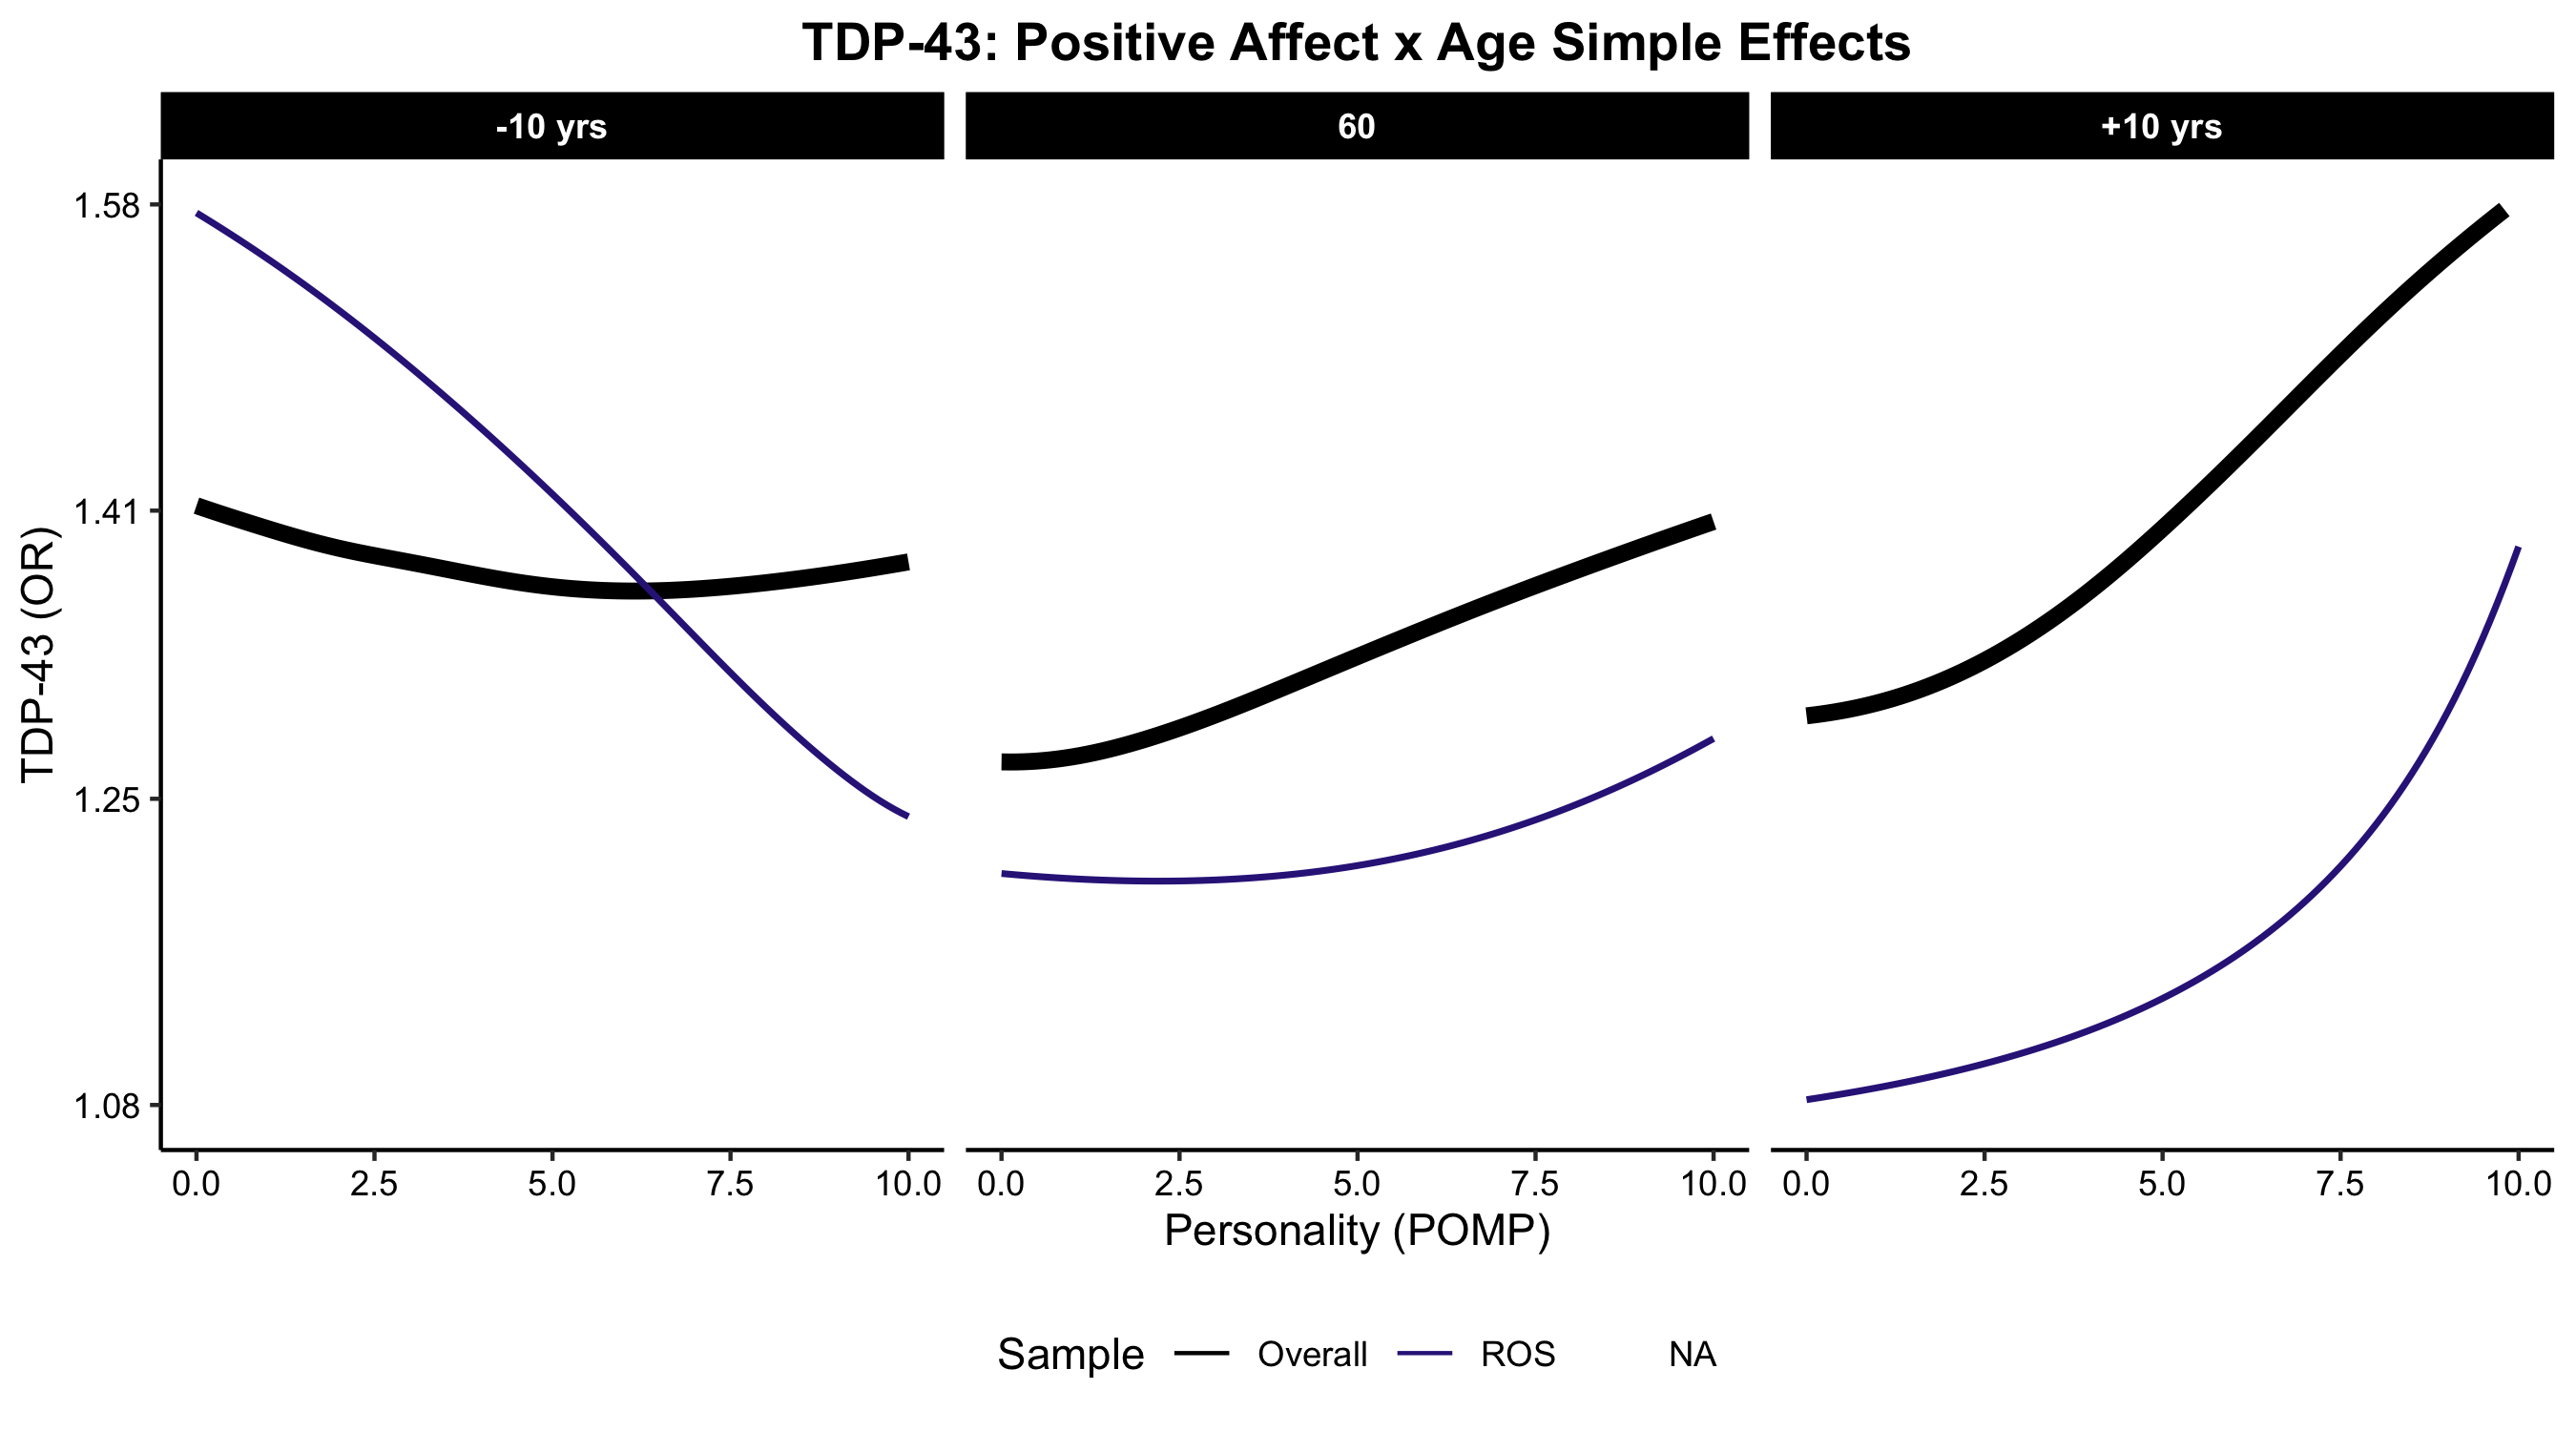 TDP-43: Positive Affect x Age Simple Effects
-10 yrs 60 +10 yrs
1.58
1.41
1.25
1.08
TDP-43 (OR)
0.0 2.5 5.0 7.5 10.0 0.0 2.5 5.0 7.5 10.0 0.0 2.5 5.0 7.5 10.0
Personality (POMP)
Sample Overall ROS NA